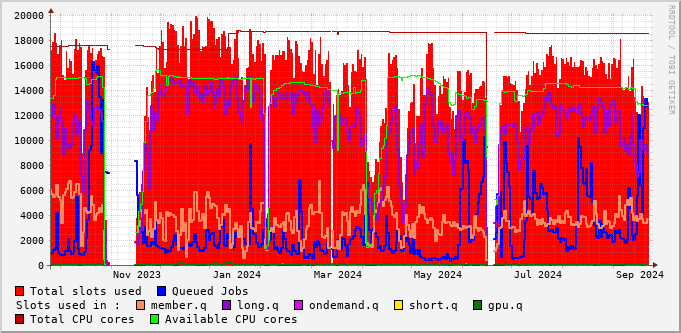 20000
18000
16000
14000
12000
10000
8000
6000
4000
2000
0
Nov 2023 Jan 2024 Mar 2024 May 2024 Jul 2024 Sep 2024
RRDTOOL / TOBI OETIKER
Total slots used Queued Jobs
Slots used in : member.q long.q ondemand.q short.q gpu.q
Total CPU cores Available CPU cores